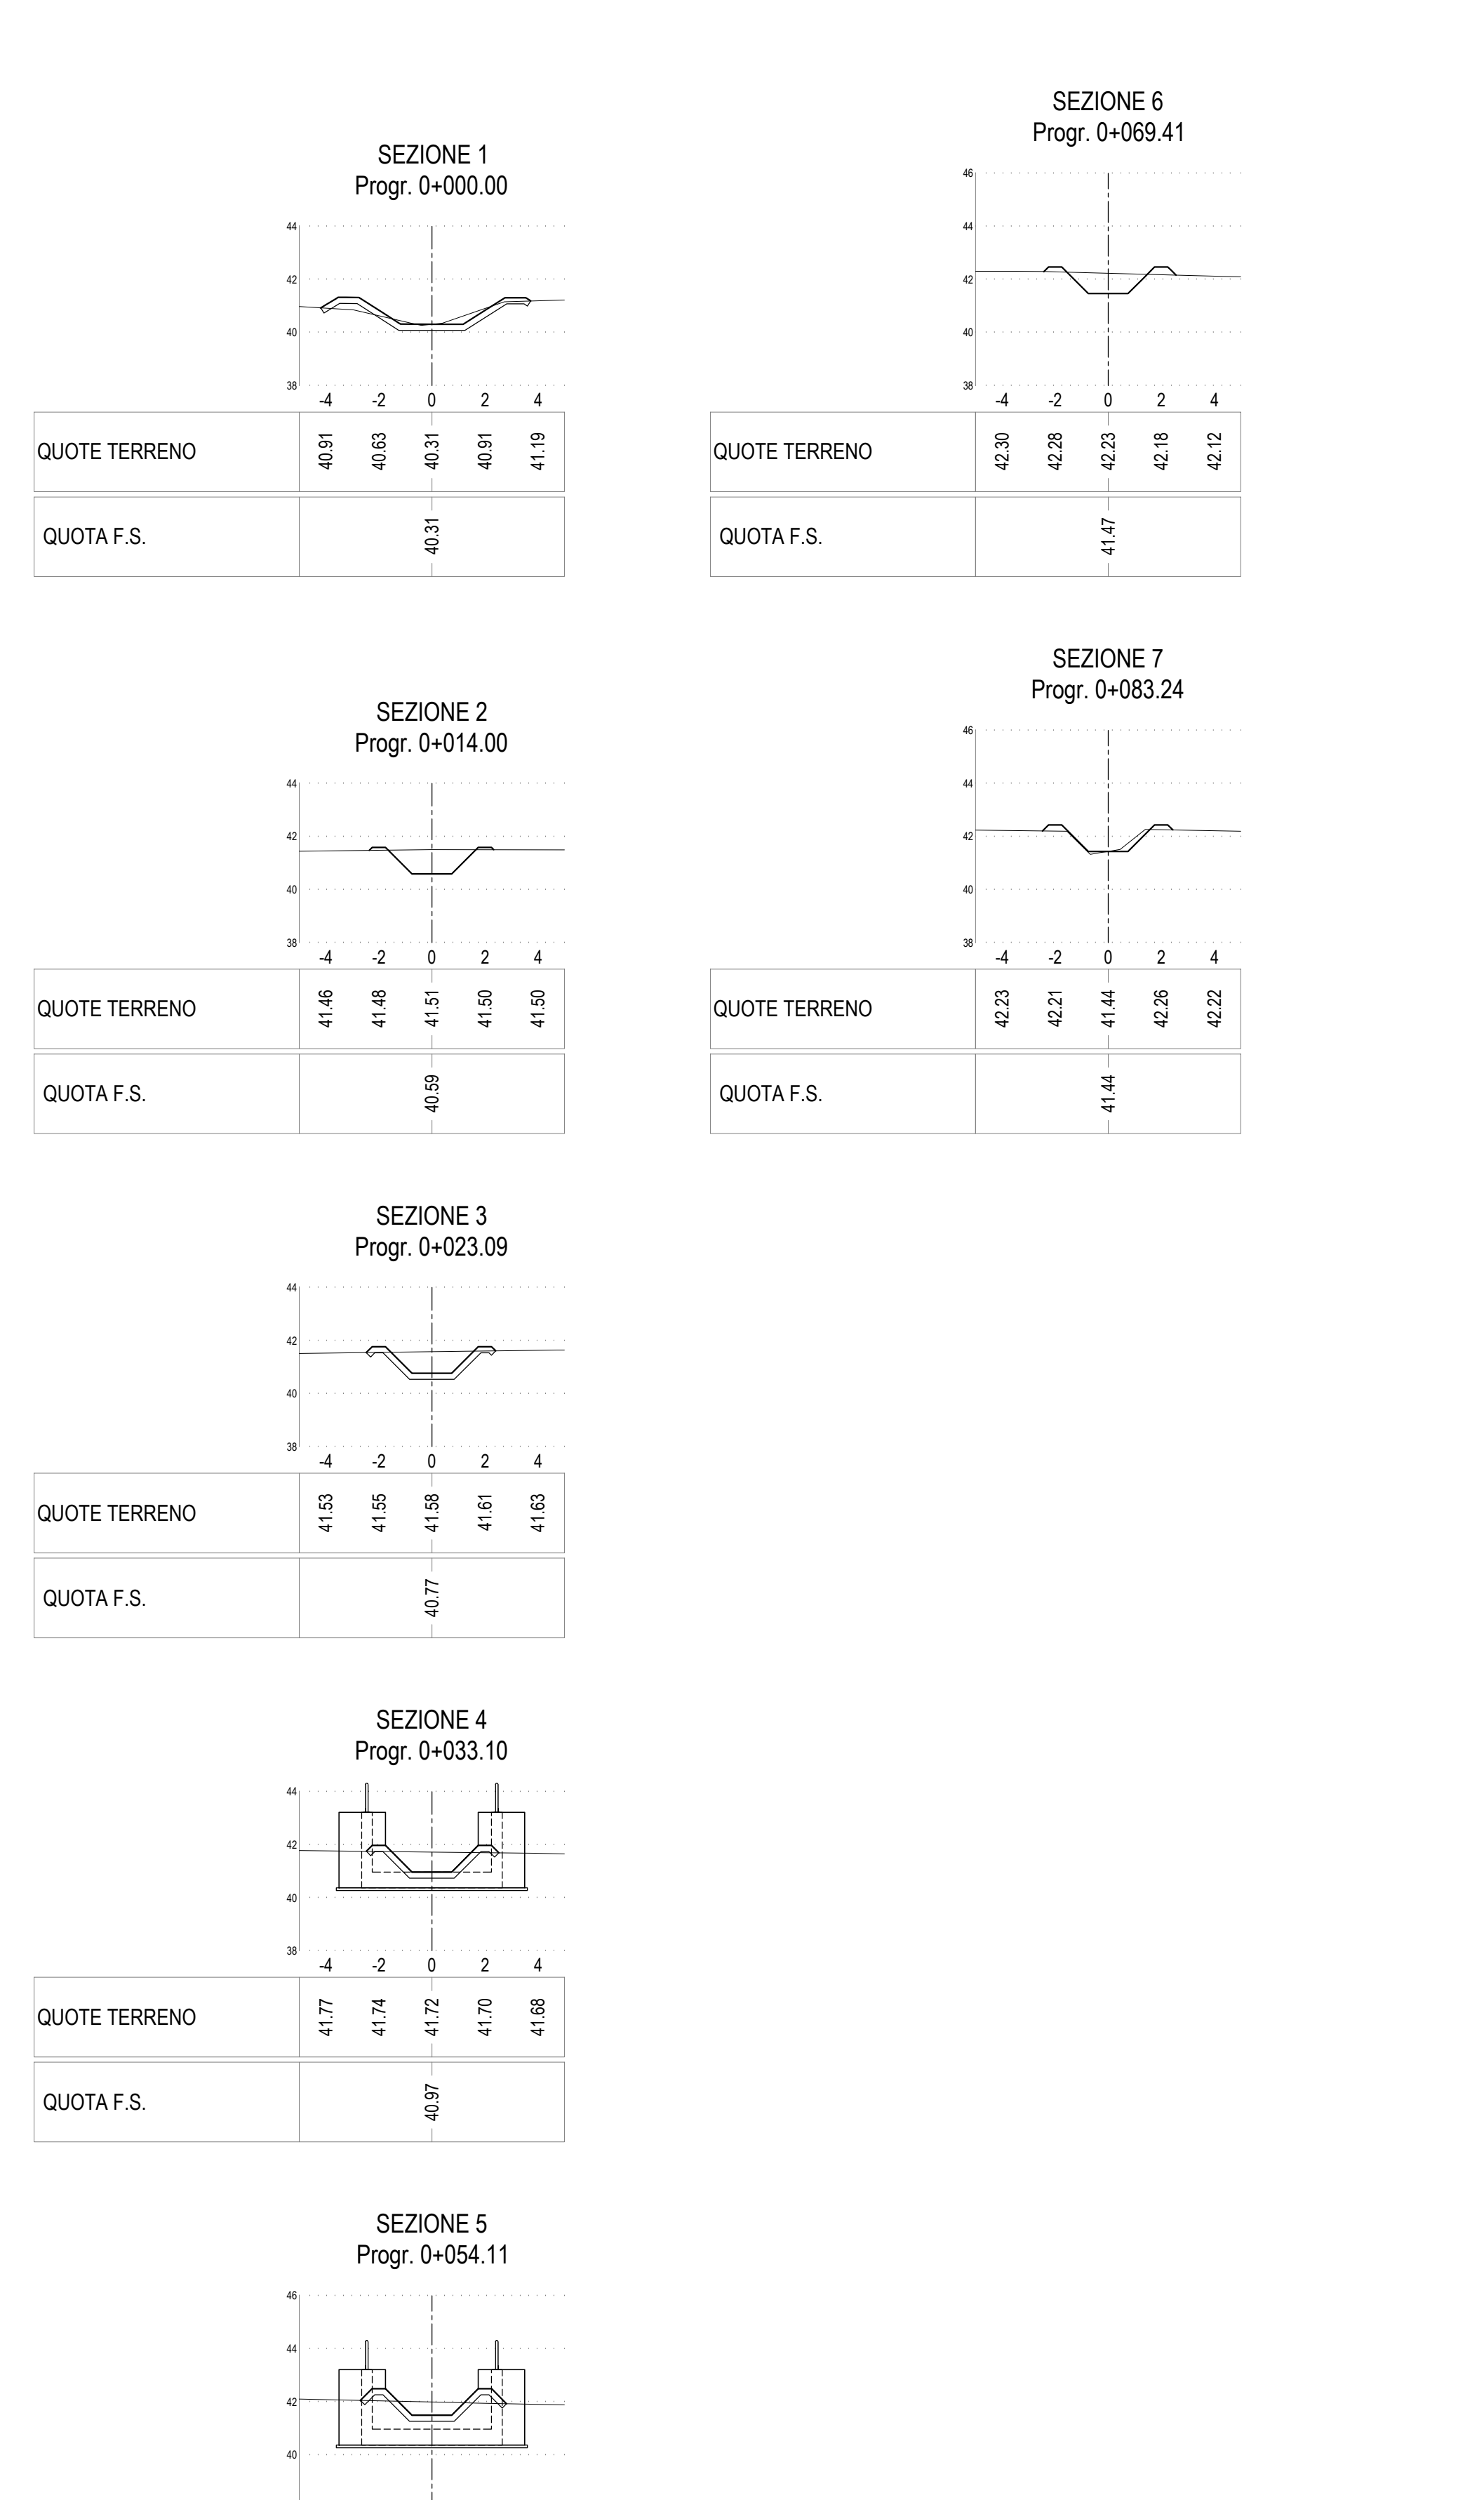 SEZIONE 1
Progr. 0+000.00
44
42
40
38
-4 -2 0 2 4
QUOTE TERRENO 40.91 40.63 40.31 40.91 41.19
QUOTA F.S. 40.31
SEZIONE 2
Progr. 0+014.00
44
42
40
38
-4 -2 0 2 4
QUOTE TERRENO 41.46 41.48 41.51 41.50 41.50
QUOTA F.S. 40.59
SEZIONE 3
Progr. 0+023.09
44
42
40
38
-4 -2 0 2 4
QUOTE TERRENO 41.53 41.55 41.58 41.61 41.63
QUOTA F.S. 40.77
SEZIONE 4
Progr. 0+033.10
44
42
40
38
-4 -2 0 2 4
QUOTE TERRENO 41.77 41.74 41.72 41.70 41.68
QUOTA F.S. 40.97
SEZIONE 5
Progr. 0+054.11
46
44
42
40
SEZIONE 6
Progr. 0+069.41
46
44
42
40
38
-4 -2 0 2 4
QUOTE TERRENO 42.30 42.28 42.23 42.18 42.12
QUOTA F.S. 41.47
SEZIONE 7
Progr. 0+083.24
46
44
42
40
38
-4 -2 0 2 4
QUOTE TERRENO 42.23 42.21 41.44 42.26 42.22
QUOTA F.S. 41.44